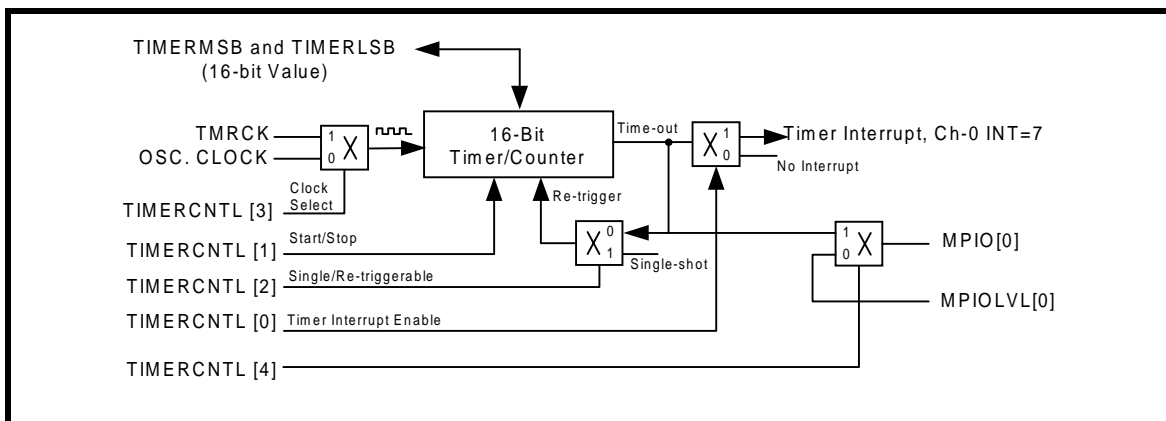 TIMERMSB and TIMERLSB
(16-bit Value)
TMRCK
OSC. CLOCK
1
0
X
16-Bit
Timer/Counter
Time-out
X
1
0
Timer Interrupt, Ch-0 INT=7
No Interrupt
Clock
Select
TIMERCNTL [3]
Re-trigger
TIMERCNTL [1]
Start/Stop
X
0
1
Single-shot
1
0
X
MPIO[0]
TIMERCNTL [2]
Single/Re-triggerable
MPIOLVL[0]
TIMERCNTL [0]
Timer Interrupt Enable
TIMERCNTL [4]